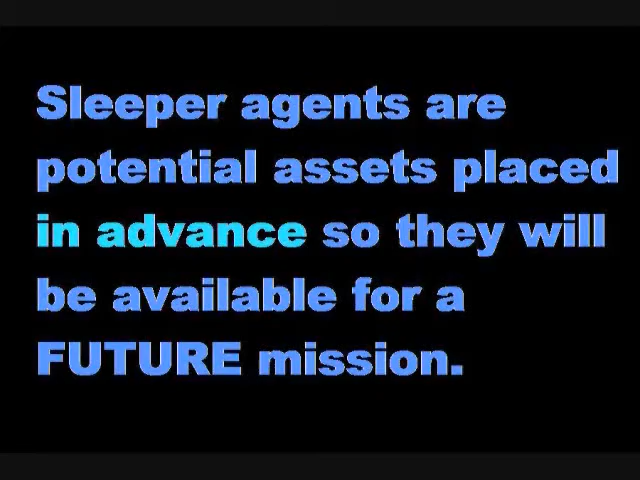 Sleeper agents are
potential assets placed
in advance so they will
be available for a
FUTURE mission.